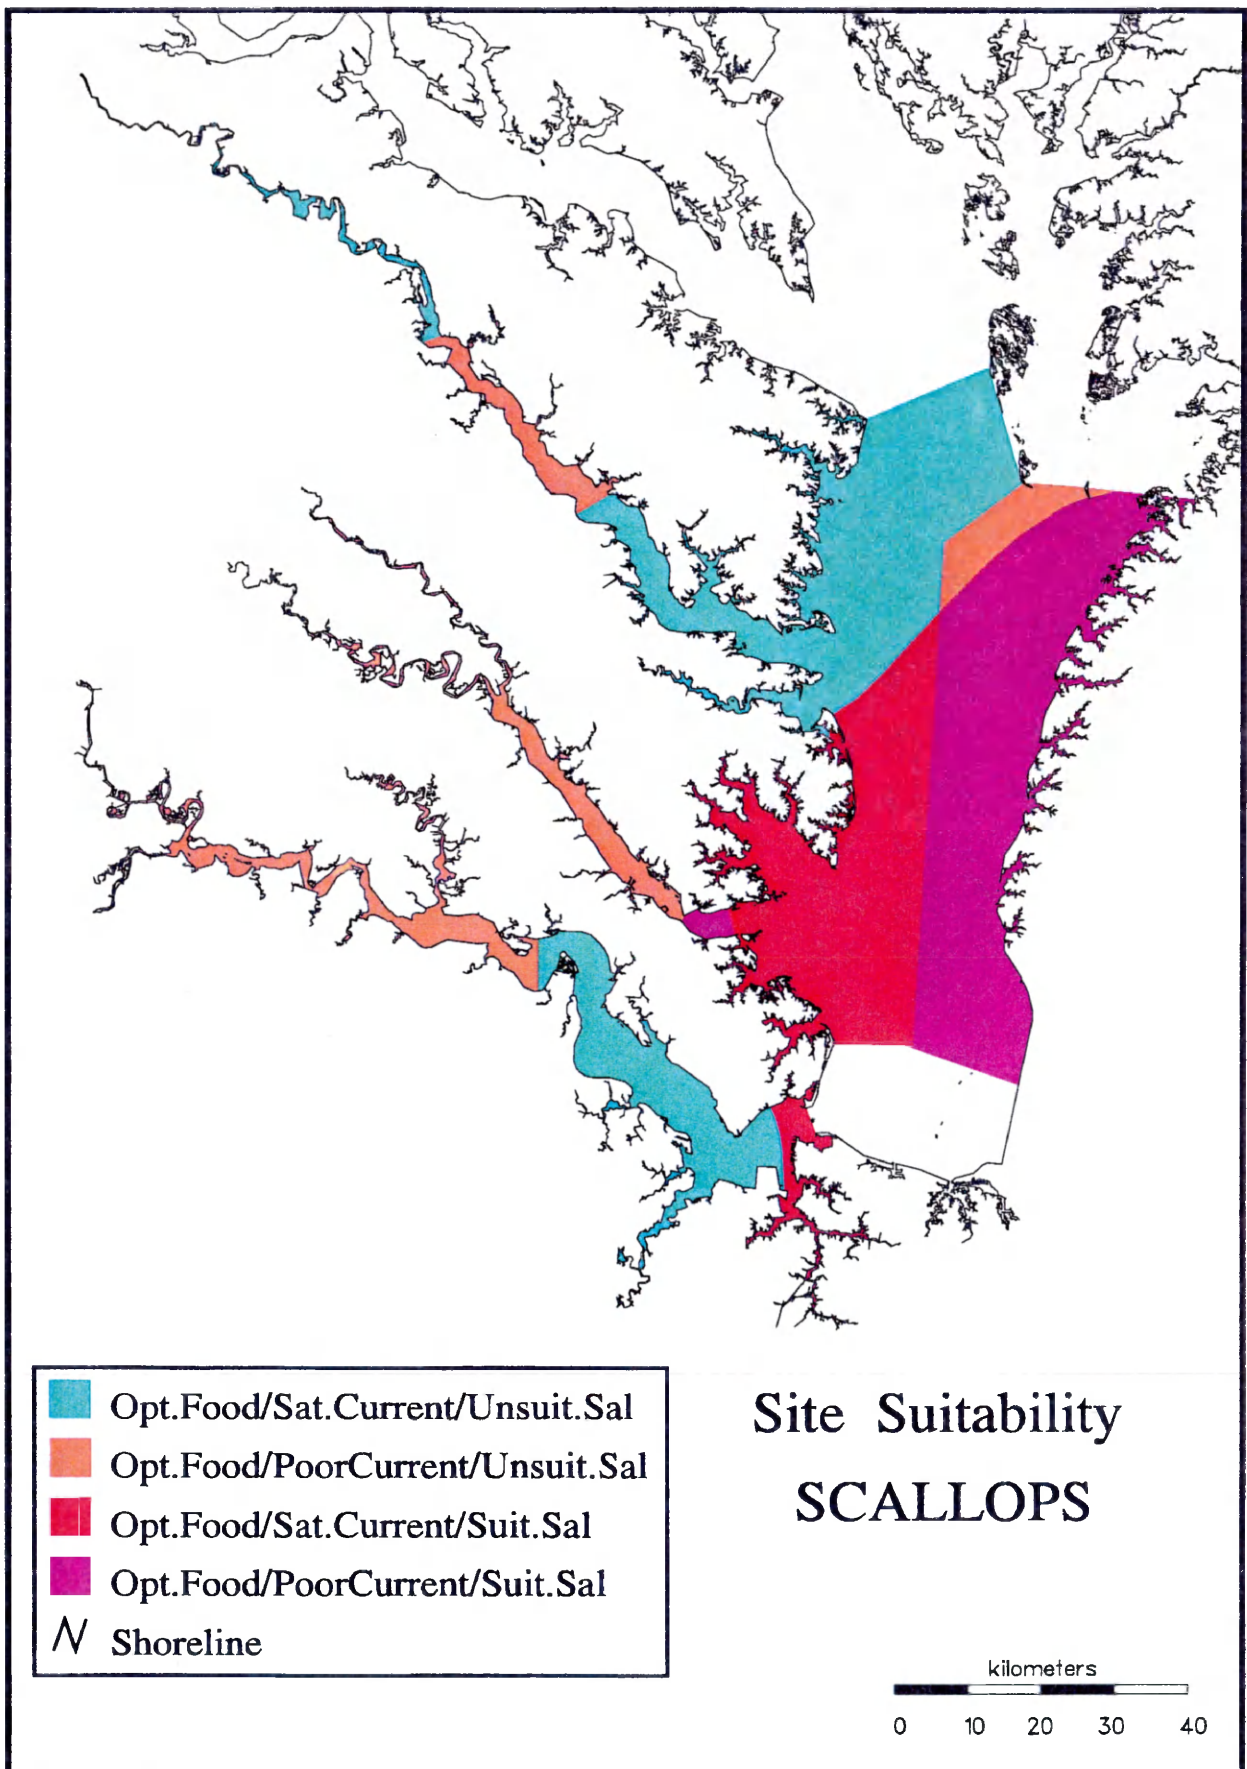 Opt.Food/Sat.Current/Unsuit.Sal
Opt.Food/PoorCurrent/Unsuit.Sal
Opt.Food/Sat.Current/Suit.Sal
Opt.Food/PoorCurrent/Suit.Sal
Shoreline
Site Suitability
SCALLOPS
kilometers
0 10 20 30 40